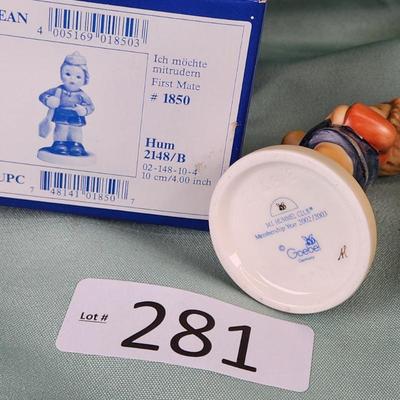 EAN
4 005169 018503
Ich möchte
mitrudern
First Mate
# 1850
Hum
2148/B
02-148-10-4
10 cm/4.00 inch
UPC
7 48141 01850 7
M.I. HUMMEL CLUB
Membership Year 2002/2003
© Goebel
Germany
Lot # 281